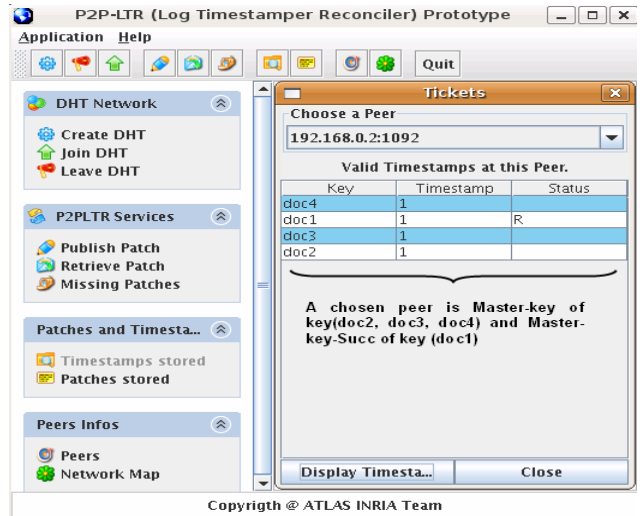 P2P-LTR (Log Timestamper Reconciler) Prototype
Application Help
Quit
DHT Network
Create DHT
Join DHT
Leave DHT
P2PLTR Services
Publish Patch
Retrieve Patch
Missing Patches
Patches and Timesta...
Timestamps stored
Patches stored
Peers Infos
Peers
Network Map
Tickets
Choose a Peer
192.168.0.2:1092
Valid Timestamps at this Peer.
Key Timestamp Status
doc4 1
doc1 1 R
doc3 1
doc2 1
A chosen peer is Master-key of
key(doc2, doc3, doc4) and Master-
key-Succ of key (doc1)
Display Timesta... Close
Copyrigth @ ATLAS INRIA Team